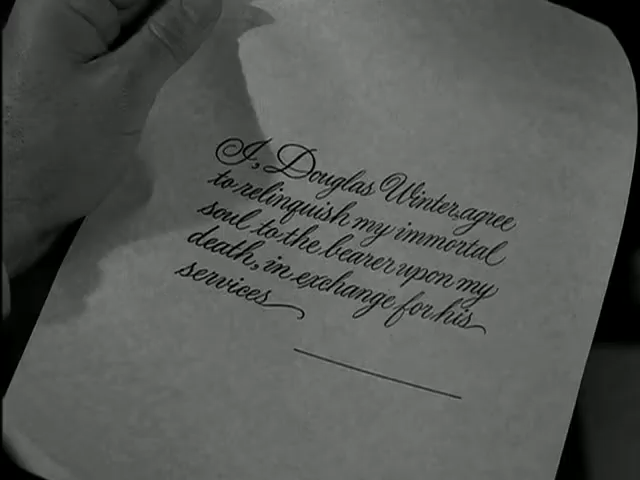 I, Douglas Winter, agree
to relinquish my immortal
soul to the bearer upon my
death, in exchange for his
services